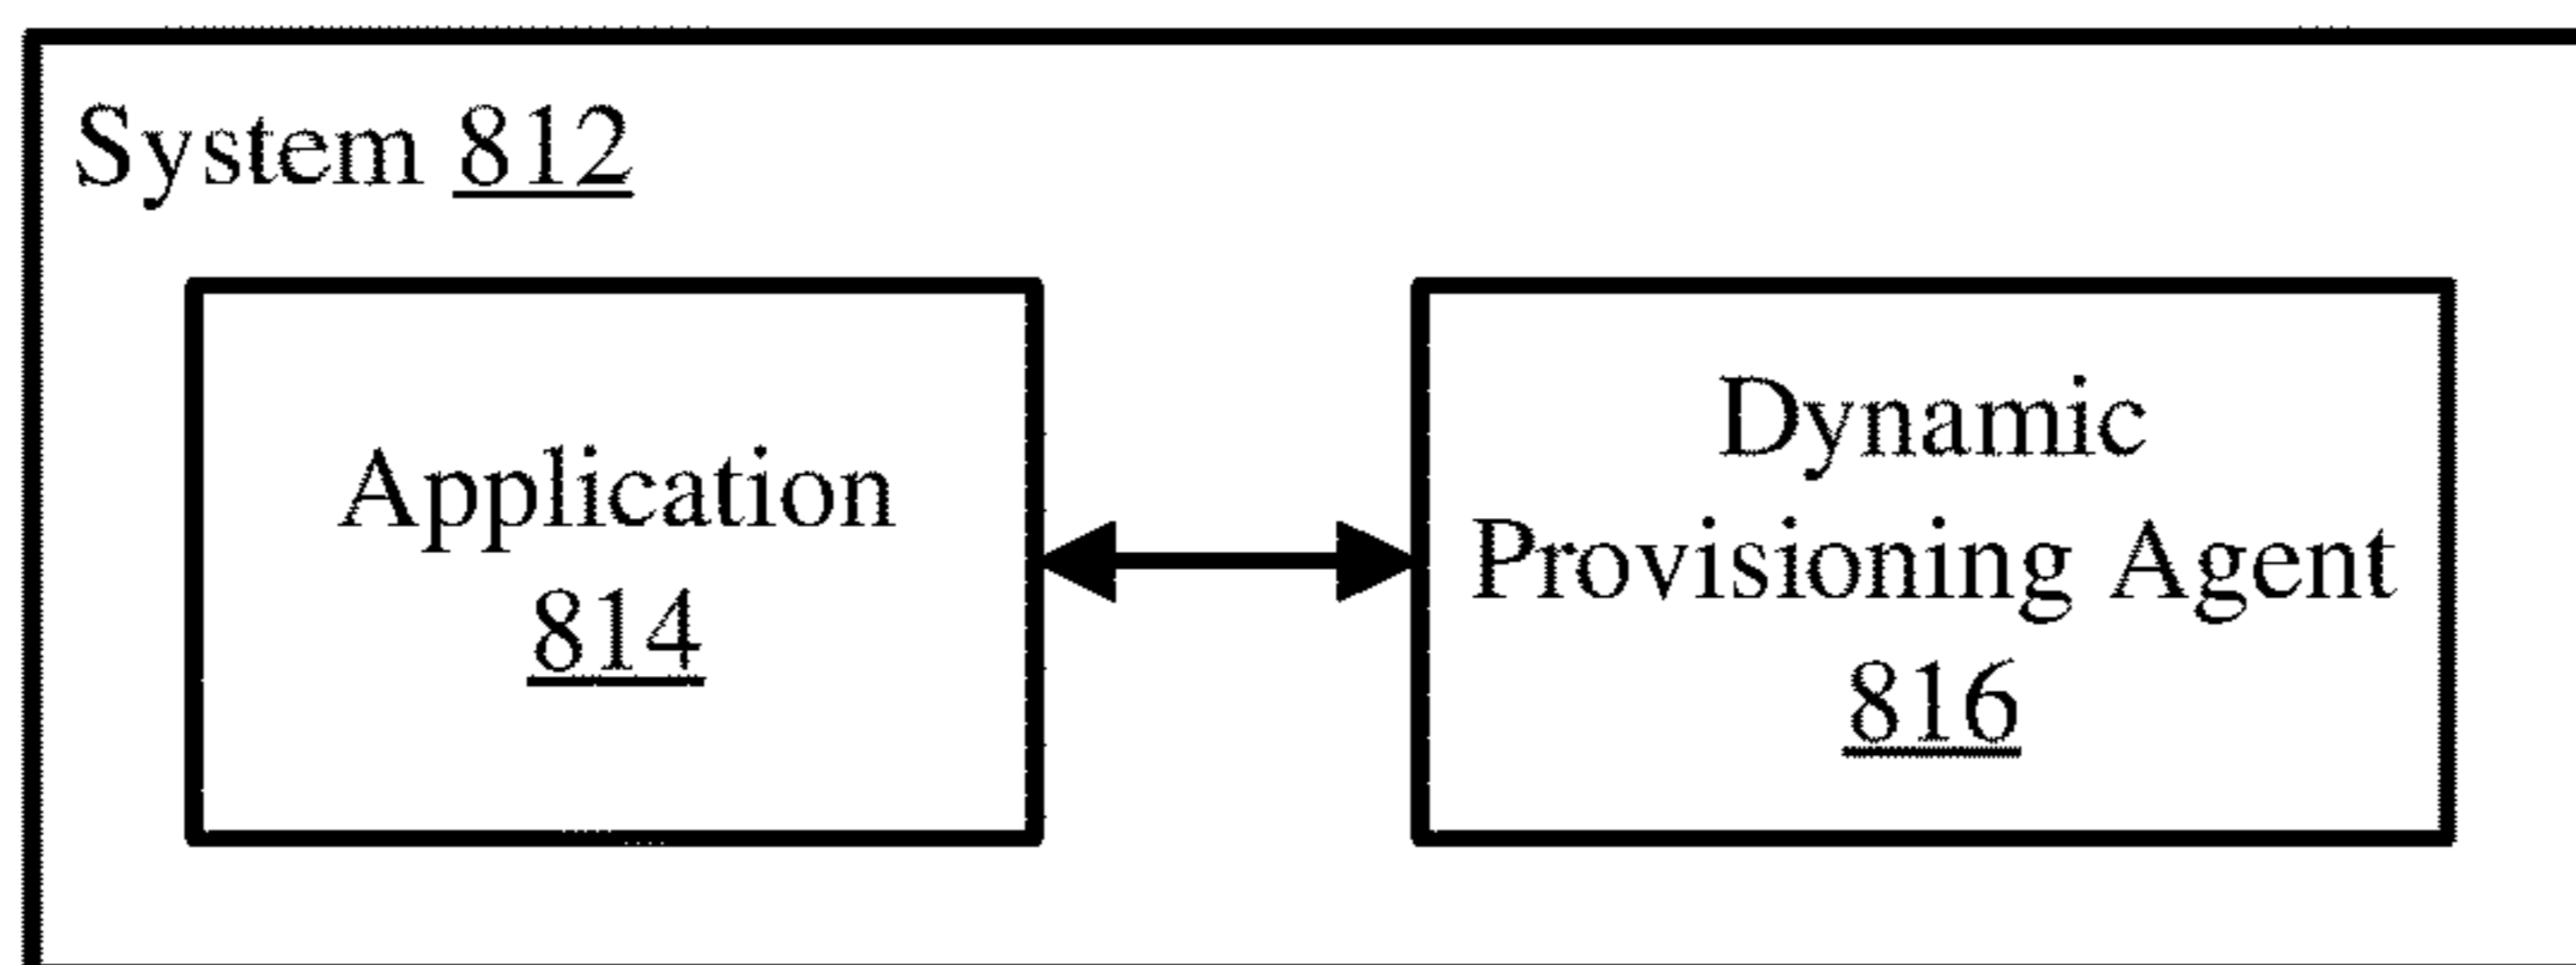 System 812
Application
814
Dynamic
Provisioning Agent
816